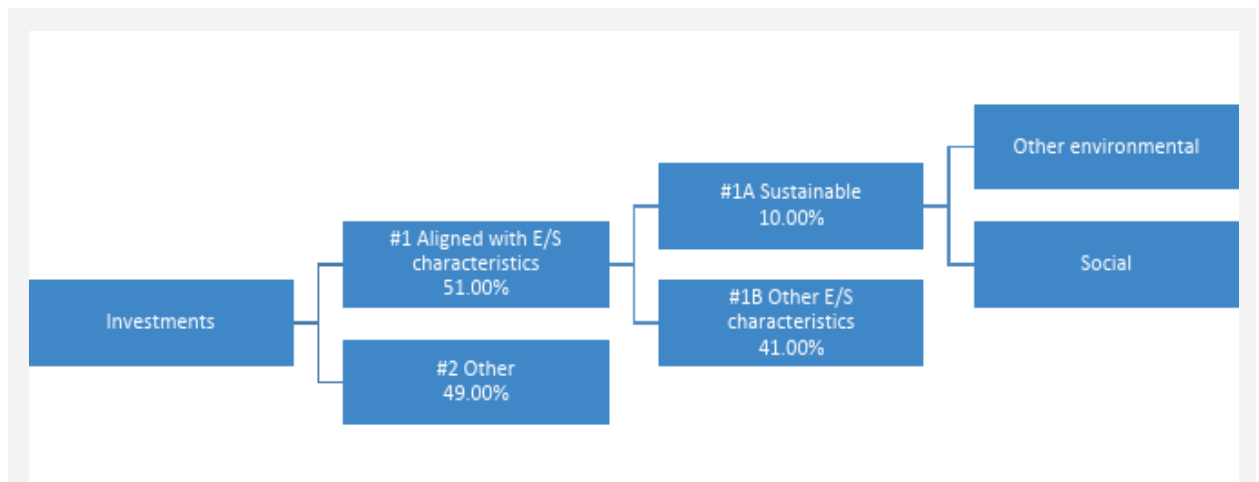 Investments
#1 Aligned with E/S
characteristics
51.00%
#2 Other
49.00%
#1A Sustainable
10.00%
#1B Other E/S
characteristics
41.00%
Other environmental
Social